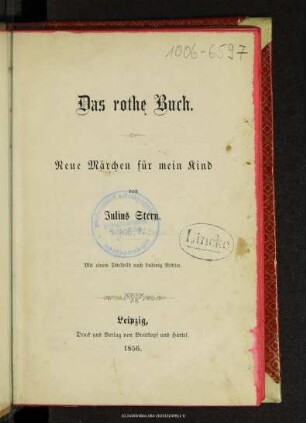 1006-6597
Das rothe Buch.
Neue Märchen für mein Kind
von
Julius Stern.
Lincke
Mit einem Titelbild nach Ludwig Richter.
Leipzig,
Druck und Verlag von Breitkopf und Härtel.
1856.